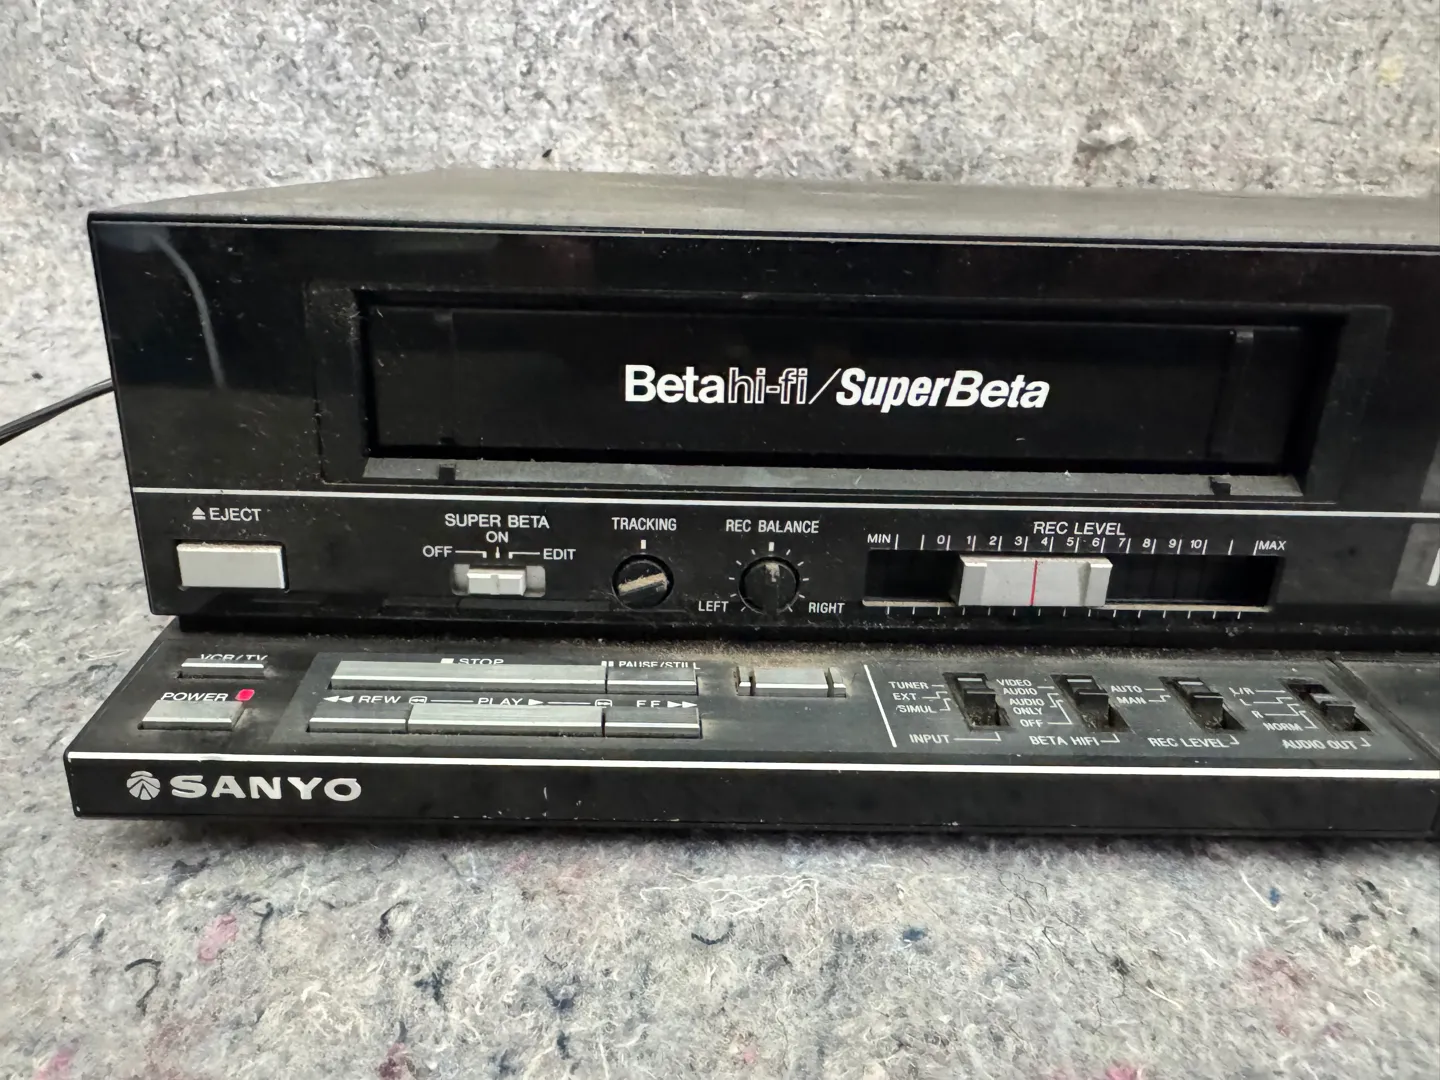 Betahi-fi/SuperBeta
EJECT
SUPER BETA
ON
OFF EDIT
TRACKING
REC BALANCE
LEFT RIGHT
REC LEVEL
MIN 0 1 2 3 4 5 6 7 8 9 10 MAX
VCR/TV
POWER
STOP
PAUSE/STILL
REW PLAY F.F
TUNER
EXT
SIMUL
INPUT
VIDEO
AUDIO
AUDIO
ONLY
OFF
BETA HIFI
AUTO
MAN
REC LEVEL
L/R
L
R
NORM
AUDIO OUT
SANYO